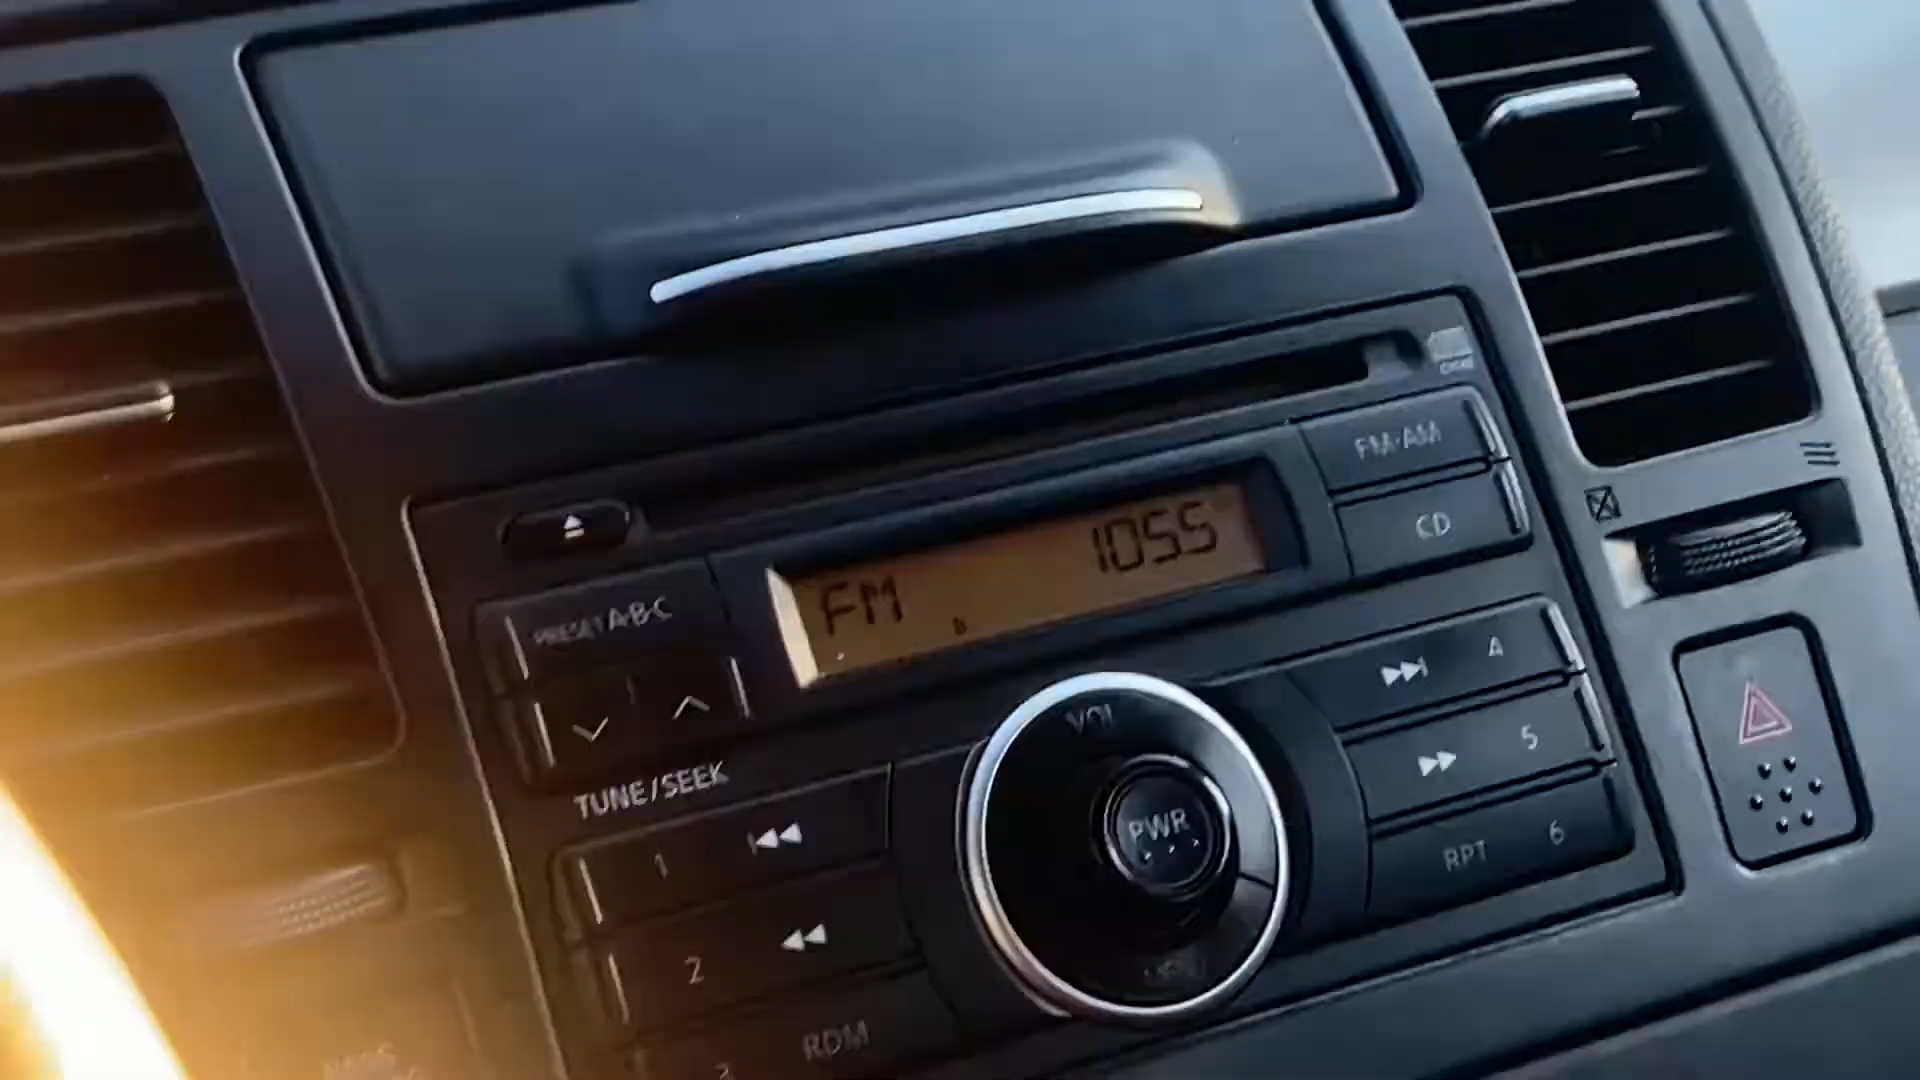 FM·AM
CD
FM 1055
PRESET A·B·C
TUNE/SEEK
VOL
PWR
4
5
RPT 6
1
2
RDM